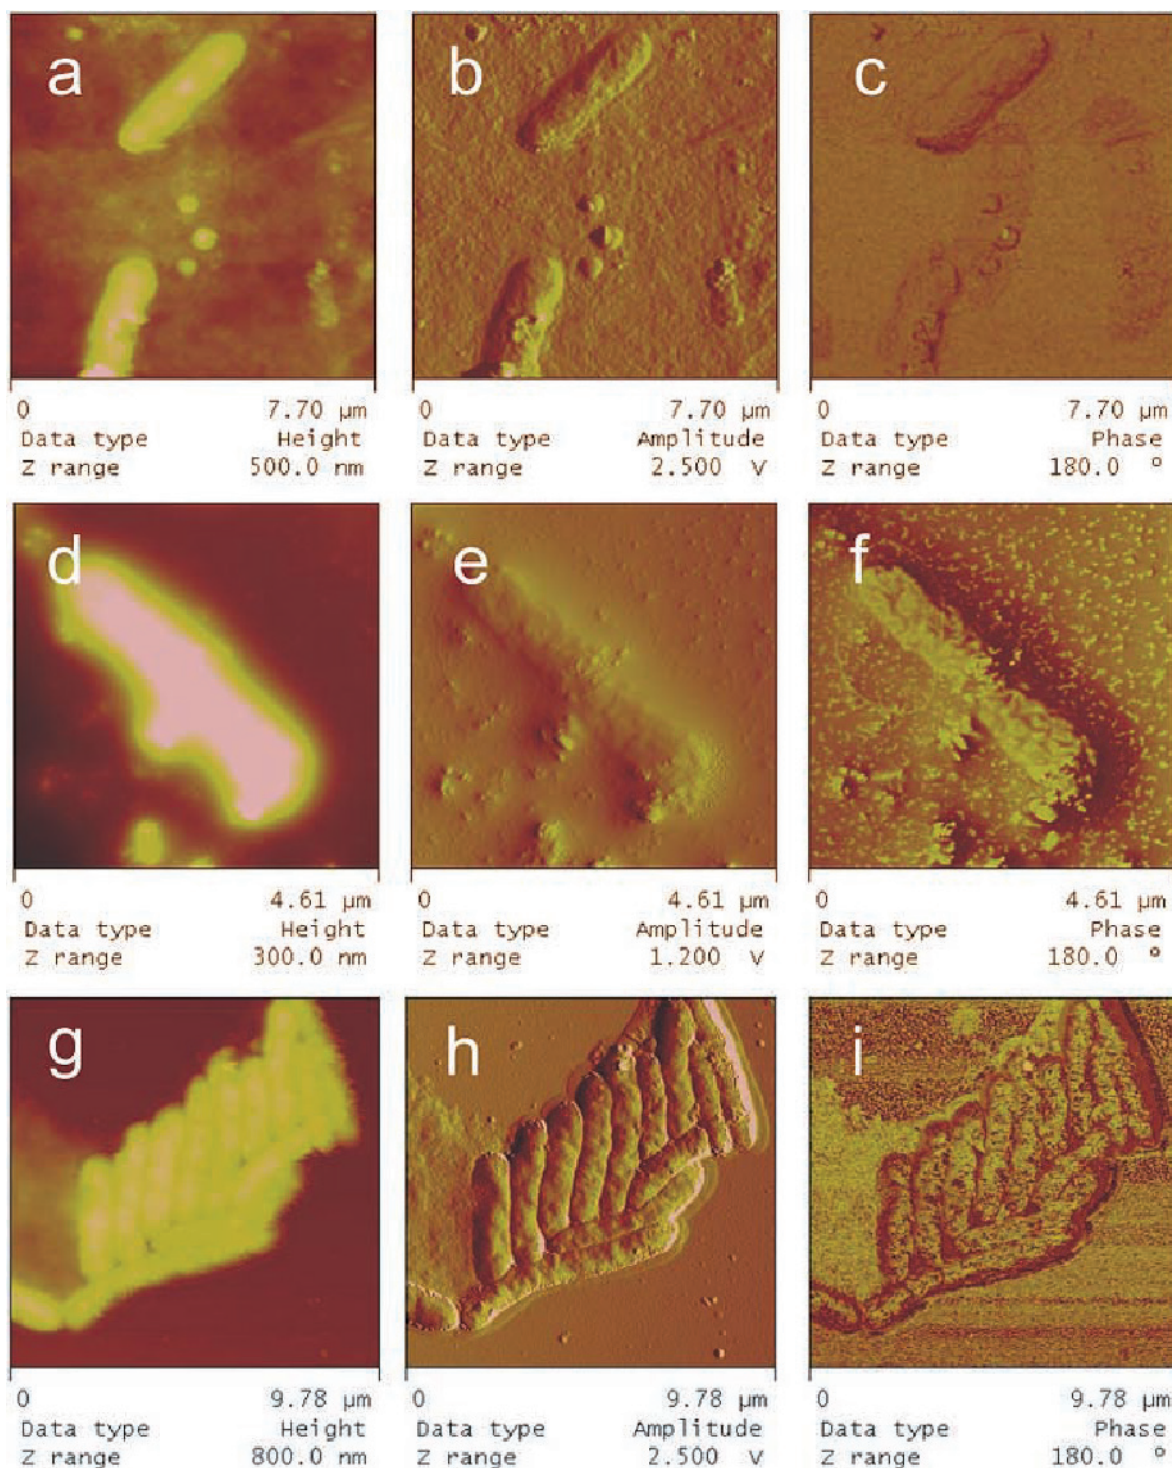 a b c
0 7.70 µm 0 7.70 µm 0 7.70 µm
Data type Height Data type Amplitude Data type Phase
Z range 500.0 nm Z range 2.500 V Z range 180.0 º
d e f
0 4.61 µm 0 4.61 µm 0 4.61 µm
Data type Height Data type Amplitude Data type Phase
Z range 300.0 nm Z range 1.200 V Z range 180.0 º
g h i
0 9.78 µm 0 9.78 µm 0 9.78 µm
Data type Height Data type Amplitude Data type Phase
Z range 800.0 nm Z range 2.500 V Z range 180.0 º